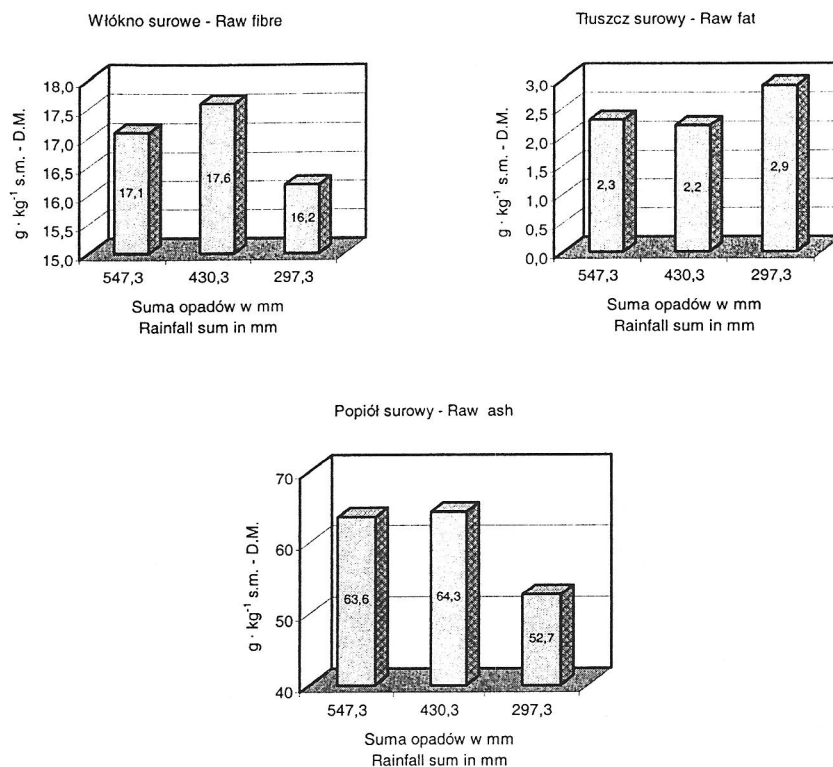 Włókno surowe - Raw fibre
g · kg⁻¹ s.m. - D.M.
18,0
17,5
17,0
16,5
16,0
15,5
15,0
17,1
17,6
16,2
547,3 430,3 297,3
Suma opadów w mm
Rainfall sum in mm
Tłuszcz surowy - Raw fat
g · kg⁻¹ s.m. - D.M.
3,0
2,5
2,0
1,5
1,0
0,5
0,0
2,3
2,2
2,9
547,3 430,3 297,3
Suma opadów w mm
Rainfall sum in mm
Popiół surowy - Raw ash
g · kg⁻¹ s.m. - D.M.
70
60
50
40
63,6
64,3
52,7
547,3 430,3 297,3
Suma opadów w mm
Rainfall sum in mm